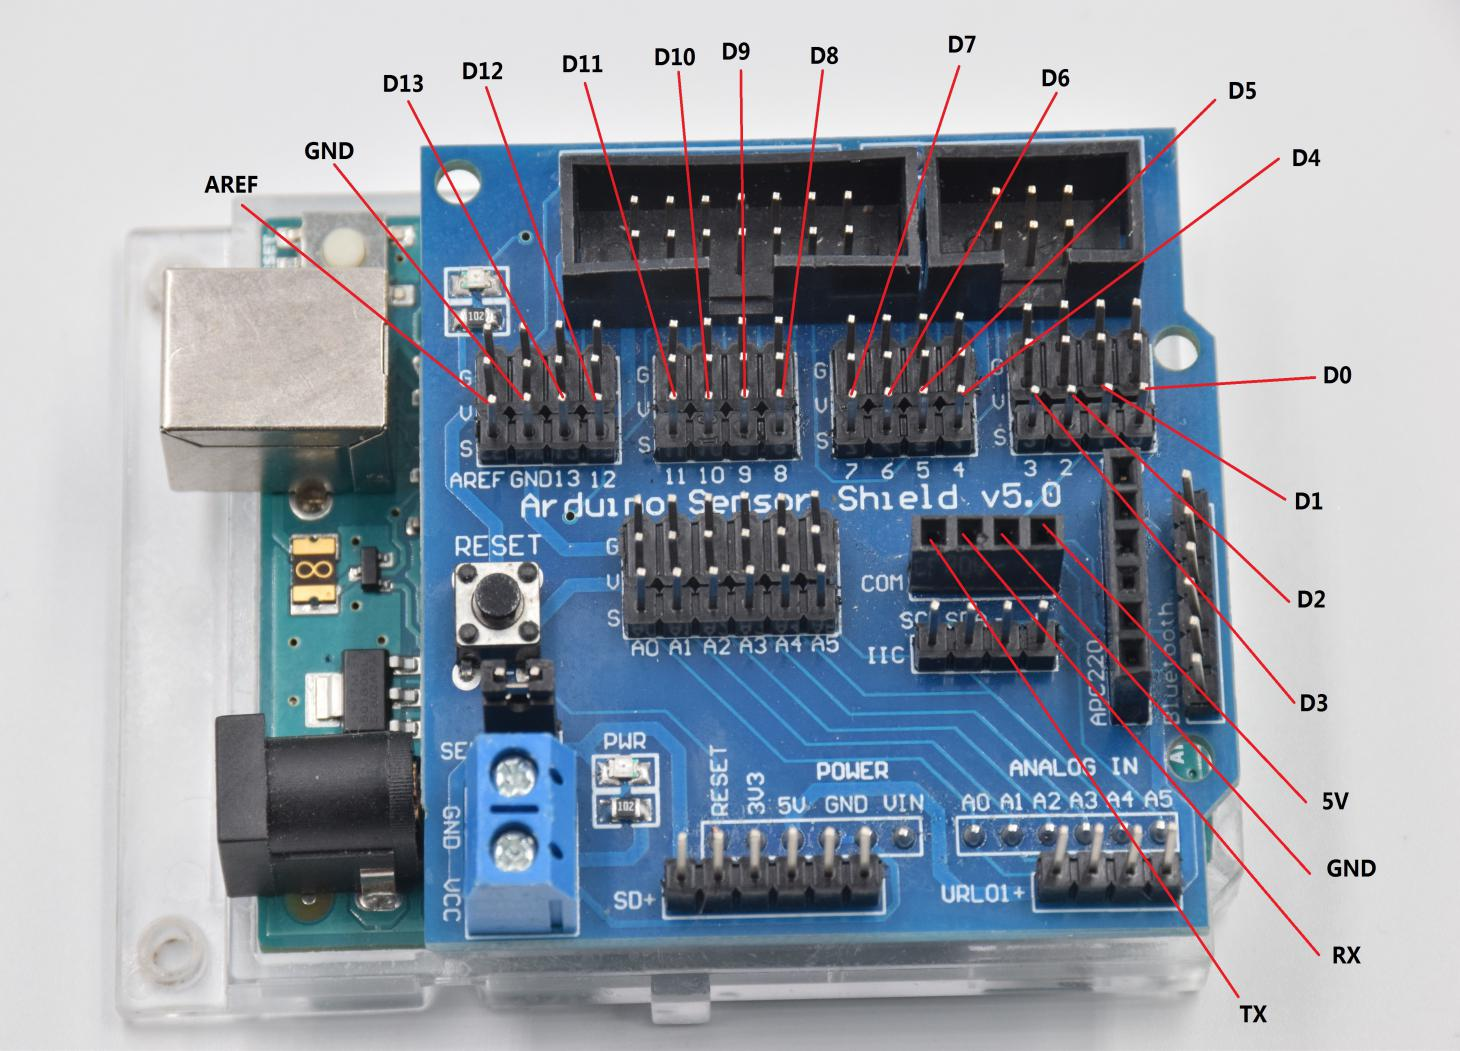 D7
D9
D10
D8
D11
D12
D6
D13
D5
GND
D4
AREF
D0
D1
D2
D3
5V
GND
RX
TX
102
G
V
S
G
V
S
G
V
S
G
V
S
AREF GND 13 12
11 10 9 8
7 6 5 4
3 2
Arduino Sensor Shield v5.0
RESET
G
V
S
A0 A1 A2 A3 A4 A5
COM
IIC
APC220
Bluetooth
PWR
102
GND
VCC
RESET
3V3
5V GND VIN
POWER
ANALOG IN
A0 A1 A2 A3 A4 A5
SD+
URL01+